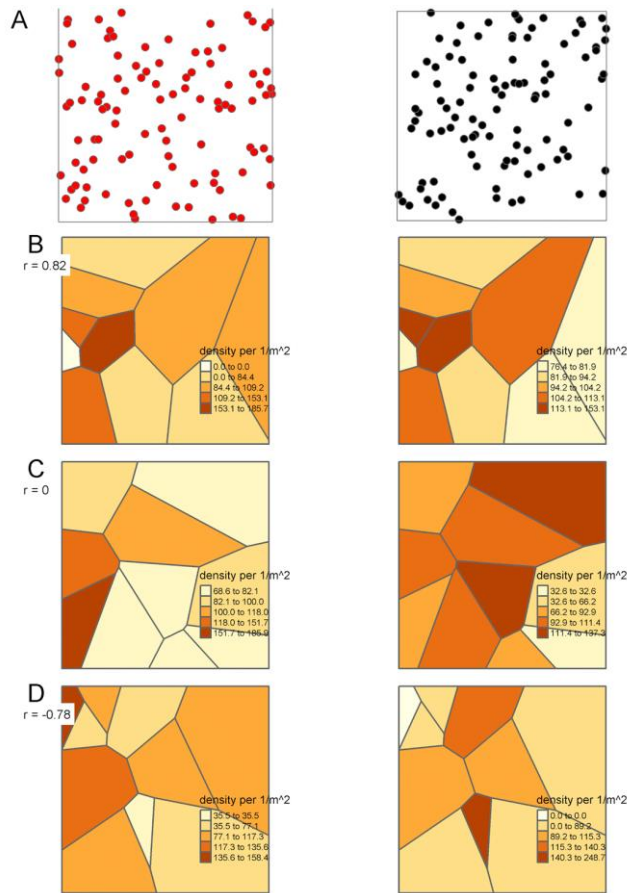 A
B
r = 0.82
density per 1/m^2
0.0 to 0.0
0.0 to 84.4
84.4 to 109.2
109.2 to 153.1
153.1 to 185.7
density per 1/m^2
76.4 to 81.9
81.9 to 94.2
94.2 to 104.2
104.2 to 113.1
113.1 to 153.1
C
r = 0
density per 1/m^2
68.6 to 82.1
82.1 to 100.0
100.0 to 118.0
118.0 to 151.7
151.7 to 185.9
density per 1/m^2
32.6 to 32.6
32.6 to 66.2
66.2 to 92.9
92.9 to 111.4
111.4 to 137.3
D
r = -0.78
density per 1/m^2
35.5 to 35.5
35.5 to 77.1
77.1 to 117.3
117.3 to 135.6
135.6 to 158.4
density per 1/m^2
0.0 to 0.0
0.0 to 89.2
89.2 to 115.3
115.3 to 140.3
140.3 to 248.7